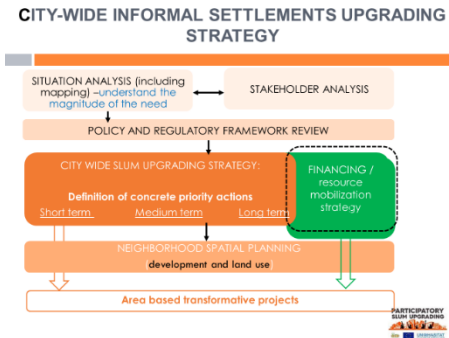 CITY-WIDE INFORMAL SETTLEMENTS UPGRADING
STRATEGY
SITUATION ANALYSIS (including
mapping) –understand the
magnitude of the need
STAKEHOLDER ANALYSIS
POLICY AND REGULATORY FRAMEWORK REVIEW
CITY WIDE SLUM UPGRADING STRATEGY:
Definition of concrete priority actions
Short term Medium term Long term
FINANCING /
resource
mobilization
strategy
NEIGHBORHOOD SPATIAL PLANNING
(development and land use)
Area based transformative projects
PARTICIPATORY
SLUM UPGRADING
UN-HABITAT